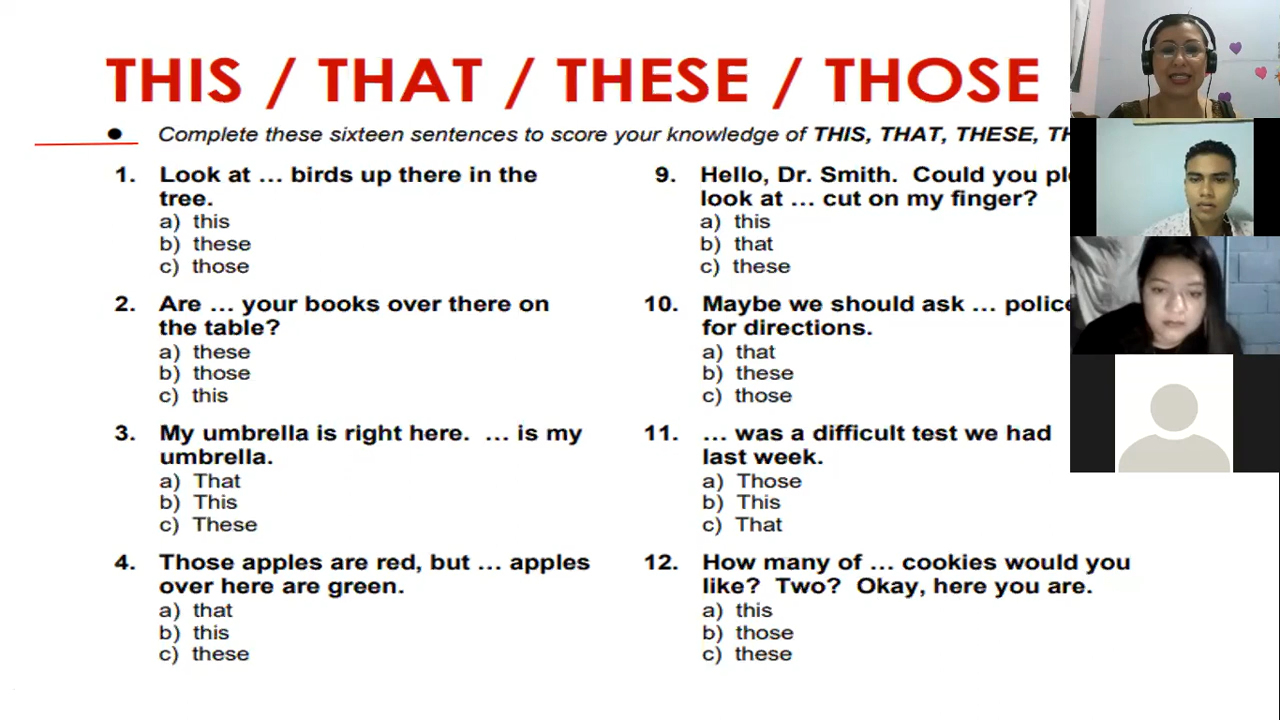 THIS / THAT / THESE / THOSE
● Complete these sixteen sentences to score your knowledge of THIS, THAT, THESE,
1. Look at … birds up there in the
tree.
a) this
b) these
c) those
2. Are … your books over there on
the table?
a) these
b) those
c) this
3. My umbrella is right here. … is my
umbrella.
a) That
b) This
c) These
4. Those apples are red, but … apples
over here are green.
a) that
b) this
c) these
9. Hello, Dr. Smith. Could you
look at … cut on my finger?
a) this
b) that
c) these
10. Maybe we should ask … police
for directions.
a) that
b) these
c) those
11. … was a difficult test we had
last week.
a) Those
b) This
c) That
12. How many of … cookies would you
like? Two? Okay, here you are.
a) this
b) those
c) these